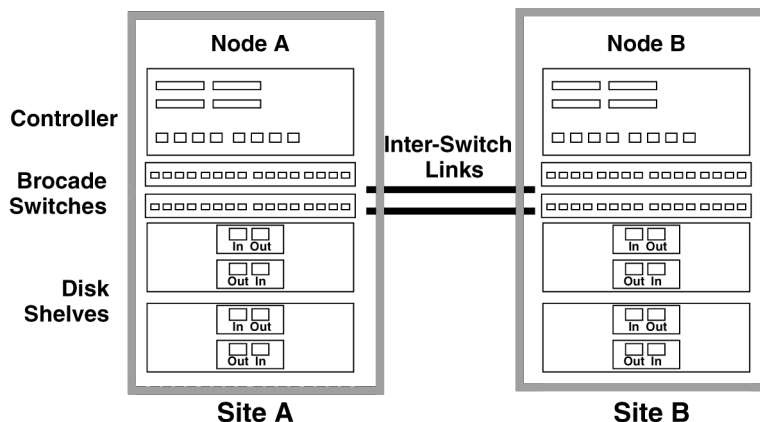 Node A
Node B
Controller
Inter-Switch
Links
Brocade
Switches
In Out
Out In
In Out
Out In
In Out
Out In
In Out
Out In
Disk
Shelves
Site A
Site B